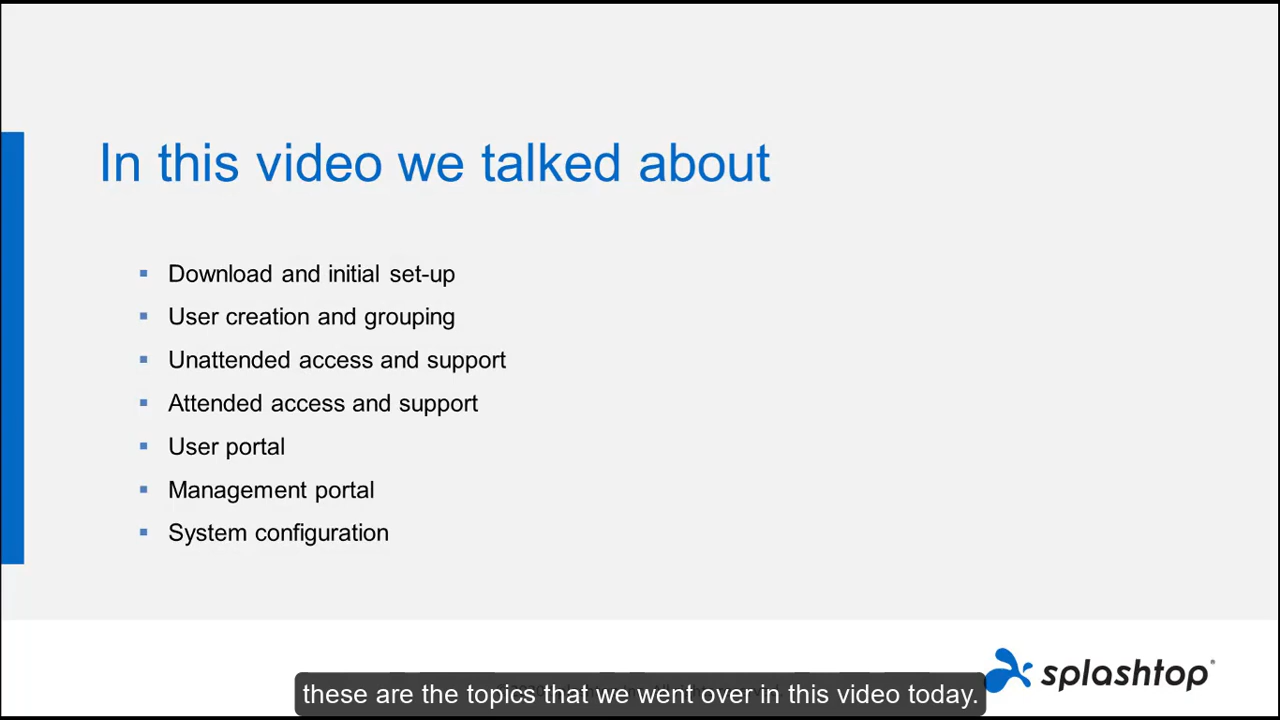 In this video we talked about
Download and initial set-up
User creation and grouping
Unattended access and support
Attended access and support
User portal
Management portal
System configuration
splashtop®
these are the topics that we went over in this video today.